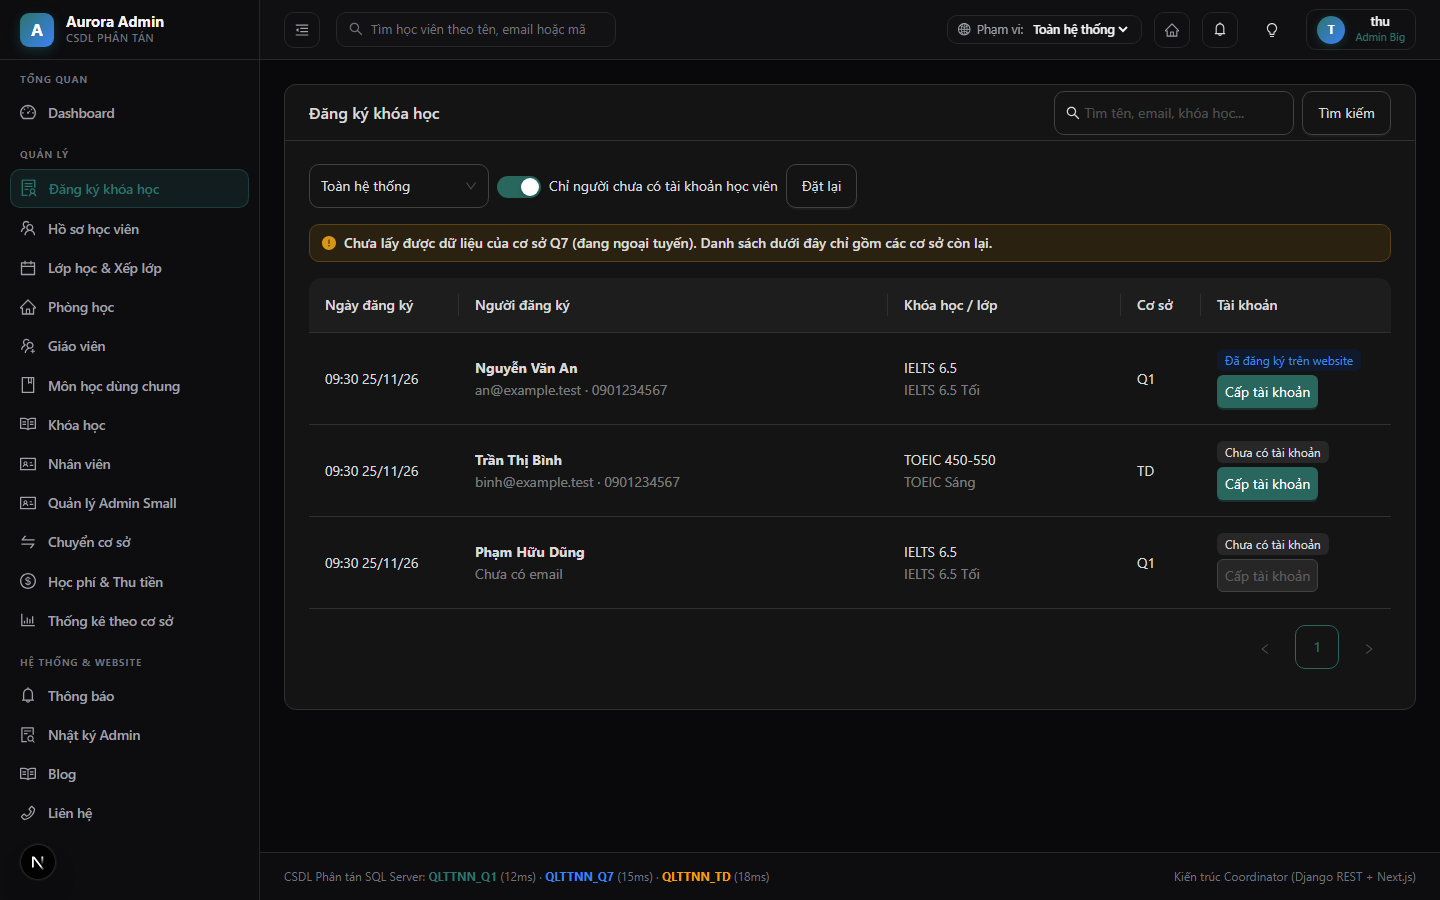 A
Aurora Admin
CSDL PHÂN TÁN
Tìm học viên theo tên, email hoặc mã
Phạm vi: Toàn hệ thống
T
thu
Admin Big
TỔNG QUAN
Dashboard
QUẢN LÝ
Đăng ký khóa học
Hồ sơ học viên
Lớp học & Xếp lớp
Phòng học
Giáo viên
Môn học dùng chung
Khóa học
Nhân viên
Quản lý Admin Small
Chuyển cơ sở
Học phí & Thu tiền
Thống kê theo cơ sở
HỆ THỐNG & WEBSITE
Thông báo
Nhật ký Admin
Blog
Liên hệ
N
Đăng ký khóa học
Tìm tên, email, khóa học...
Tìm kiếm
Toàn hệ thống
Chỉ người chưa có tài khoản học viên
Đặt lại
Chưa lấy được dữ liệu của cơ sở Q7 (đang ngoại tuyến). Danh sách dưới đây chỉ gồm các cơ sở còn lại.
Ngày đăng ký Người đăng ký Khóa học / lớp Cơ sở Tài khoản
09:30 25/11/26
Nguyễn Văn An
an@example.test · 0901234567
IELTS 6.5
IELTS 6.5 Tối
Q1
Đã đăng ký trên website
Cấp tài khoản
09:30 25/11/26
Trần Thị Bình
binh@example.test · 0901234567
TOEIC 450-550
TOEIC Sáng
TD
Chưa có tài khoản
Cấp tài khoản
09:30 25/11/26
Phạm Hữu Dũng
Chưa có email
IELTS 6.5
IELTS 6.5 Tối
Q1
Chưa có tài khoản
Cấp tài khoản
1
CSDL Phân tán SQL Server: QLTTNN_Q1 (12ms) · QLTTNN_Q7 (15ms) · QLTTNN_TD (18ms)
Kiến trúc Coordinator (Django REST + Next.js)